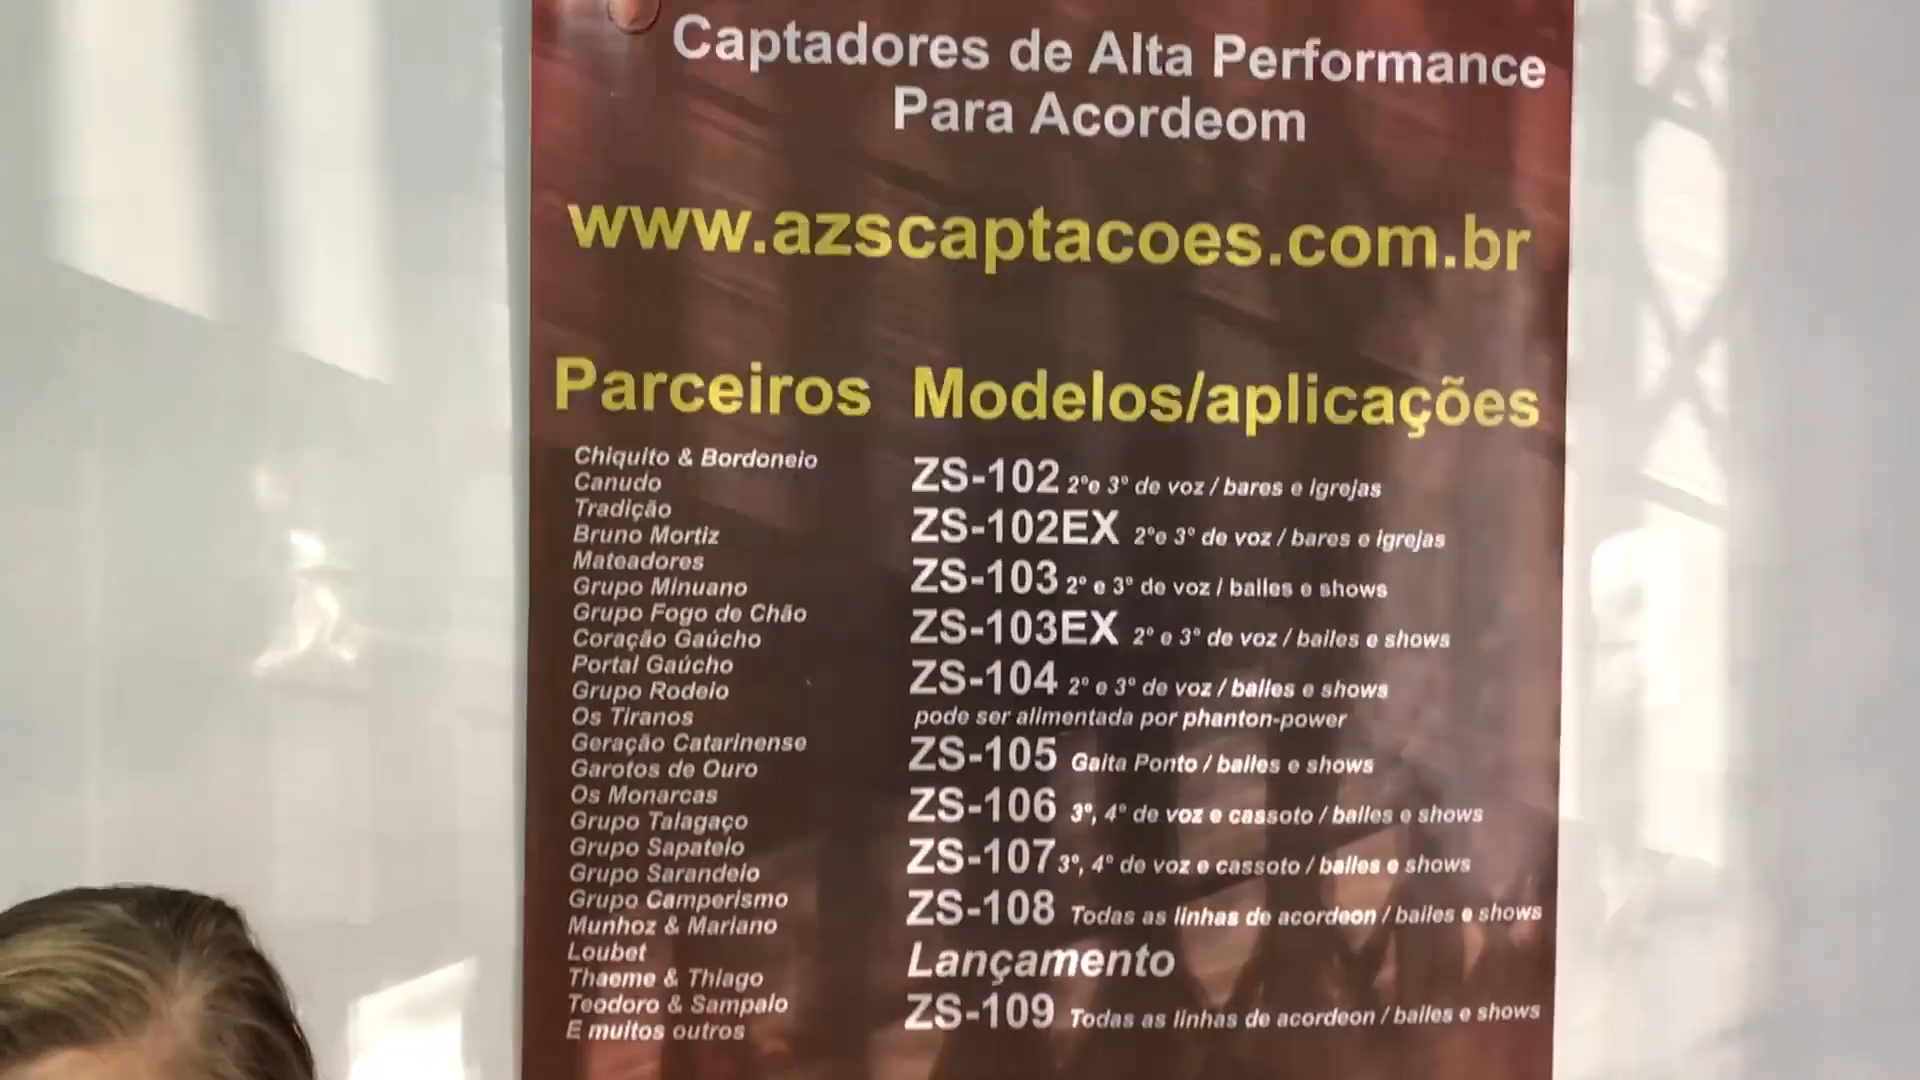 Captadores de Alta Performance
Para Acordeom
www.azscaptacoes.com.br
Parceiros
Chiquito & Bordoneio
Canudo
Tradição
Bruno Mortiz
Mateadores
Grupo Minuano
Grupo Fogo de Chão
Coração Gaúcho
Portal Gaúcho
Grupo Rodeio
Os Tiranos
Geração Catarinense
Garotos de Ouro
Os Monarcas
Grupo Talagaço
Grupo Sapateio
Grupo Sarandeio
Grupo Camperismo
Munhoz & Mariano
Loubet
Thaeme & Thiago
Teodoro & Sampaio
E muitos outros
Modelos/aplicações
ZS-102 2°e 3° de voz / bares e igrejas
ZS-102EX 2°e 3° de voz / bares e igrejas
ZS-103 2° e 3° de voz / bailes e shows
ZS-103EX 2° e 3° de voz / bailes e shows
ZS-104 2° e 3° de voz / bailes e shows
pode ser alimentada por phanton-power
ZS-105 Gaita Ponto / bailes e shows
ZS-106 3°, 4° de voz e cassoto / bailes e shows
ZS-107 3°, 4° de voz e cassoto / bailes e shows
ZS-108 Todas as linhas de acordeon / bailes e shows
Lançamento
ZS-109 Todas as linhas de acordeon / bailes e shows